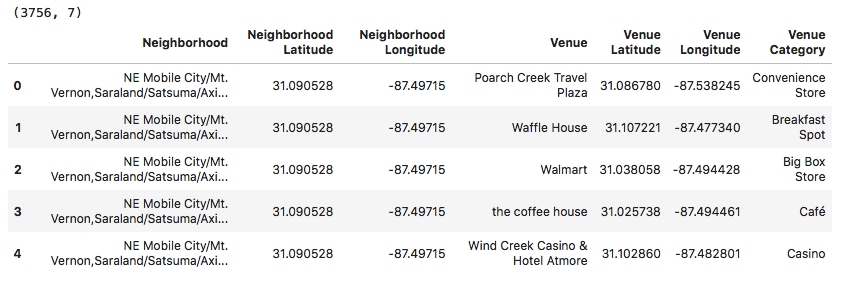 (3756, 7)
Neighborhood Neighborhood Latitude Neighborhood Longitude Venue Venue Latitude Venue Longitude Venue Category
0 NE Mobile City/Mt. Vernon,Saraland/Satsuma/Axi... 31.090528 -87.49715 Poarch Creek Travel Plaza 31.086780 -87.538245 Convenience Store
1 NE Mobile City/Mt. Vernon,Saraland/Satsuma/Axi... 31.090528 -87.49715 Waffle House 31.107221 -87.477340 Breakfast Spot
2 NE Mobile City/Mt. Vernon,Saraland/Satsuma/Axi... 31.090528 -87.49715 Walmart 31.038058 -87.494428 Big Box Store
3 NE Mobile City/Mt. Vernon,Saraland/Satsuma/Axi... 31.090528 -87.49715 the coffee house 31.025738 -87.494461 Café
4 NE Mobile City/Mt. Vernon,Saraland/Satsuma/Axi... 31.090528 -87.49715 Wind Creek Casino & Hotel Atmore 31.102860 -87.482801 Casino